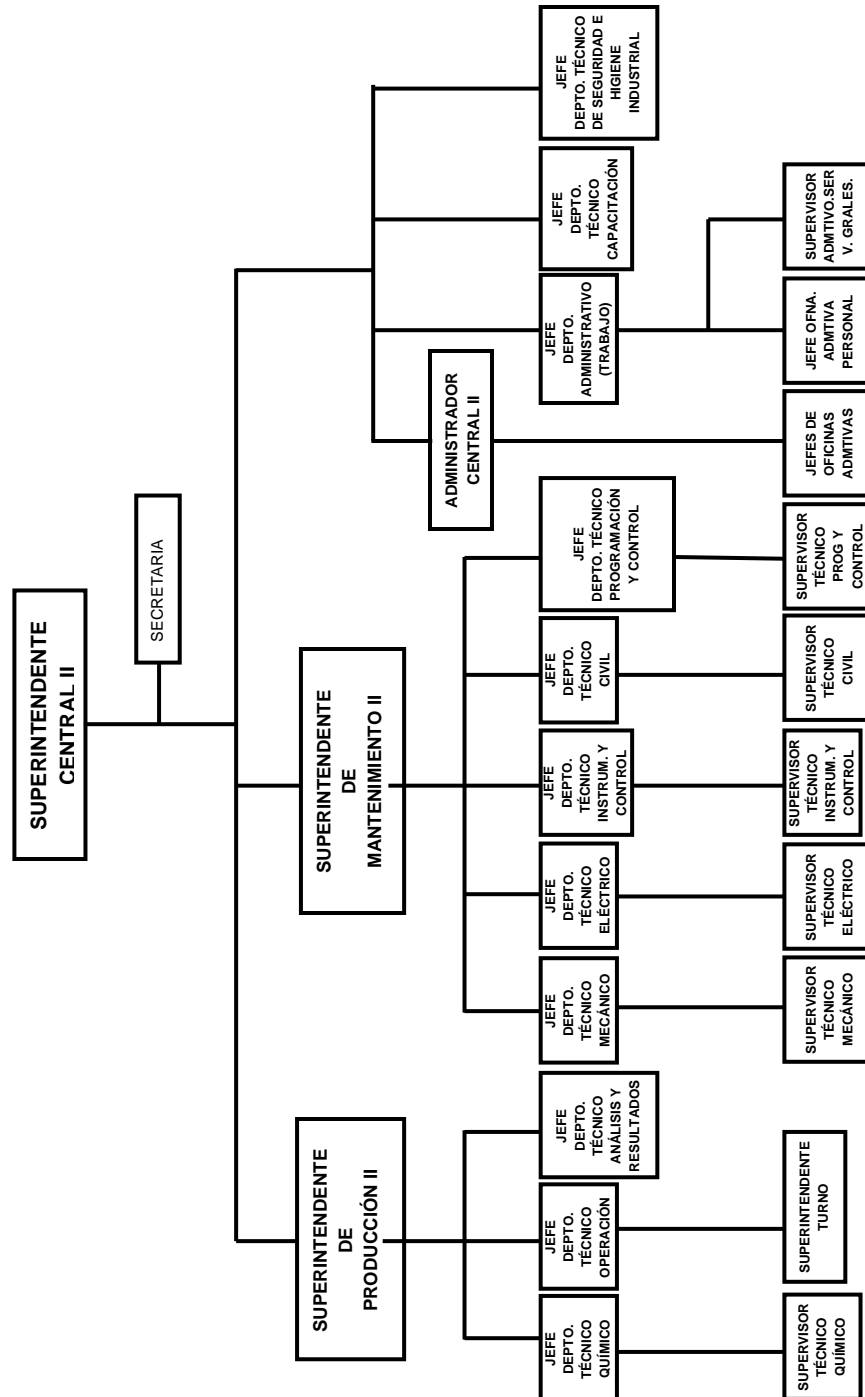 SUPERINTENDENTE
CENTRAL II
SECRETARIA
SUPERINTENDENTE
DE
PRODUCCIÓN II
SUPERINTENDENTE
DE
MANTENIMIENTO II
ADMINISTRADOR
CENTRAL II
JEFE
DEPTO.
TÉCNICO
QUÍMICO
JEFE
DEPTO.
TÉCNICO
OPERACIÓN
JEFE
DEPTO.
TÉCNICO
ANÁLISIS Y
RESULTADOS
JEFE
DEPTO.
TÉCNICO
MECÁNICO
JEFE
DEPTO.
TÉCNICO
ELÉCTRICO
JEFE
DEPTO.
TÉCNICO
INSTRUM. Y
CONTROL
JEFE
DEPTO.
TÉCNICO
CIVIL
JEFE
DEPTO. TÉCNICO
PROGRAMACIÓN
Y CONTROL
JEFE
DEPTO.
ADMINISTRATIVO
(TRABAJO)
JEFE
DEPTO.
TÉCNICO
CAPACITACIÓN
JEFE
DEPTO. TÉCNICO
DE SEGURIDAD E
HIGIENE
INDUSTRIAL
SUPERVISOR
TÉCNICO
QUÍMICO
SUPERINTENDENTE
TURNO
SUPERVISOR
TÉCNICO
MECÁNICO
SUPERVISOR
TÉCNICO
ELÉCTRICO
SUPERVISOR
TÉCNICO
INSTRUM. Y
CONTROL
SUPERVISOR
TÉCNICO
CIVIL
SUPERVISOR
TÉCNICO
PROG Y
CONTROL
JEFES DE
OFICINAS
ADMTIVAS
JEFE OFNA.
ADMTIVA
PERSONAL
SUPERVISOR
ADMTIVO.SER
V. GRALES.